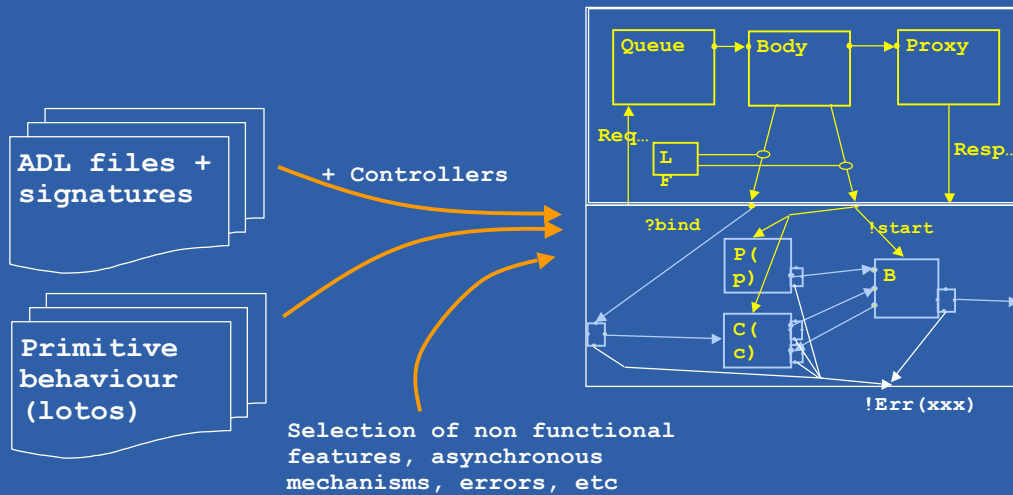 Queue
Body
Proxy
Req…
L
F
Resp…
ADL files +
signatures
+ Controllers
?bind
!start
P(
p)
B
C(
c)
Primitive
behaviour
(lotos)
!Err(xxx)
Selection of non functional
features, asynchronous
mechanisms, errors, etc